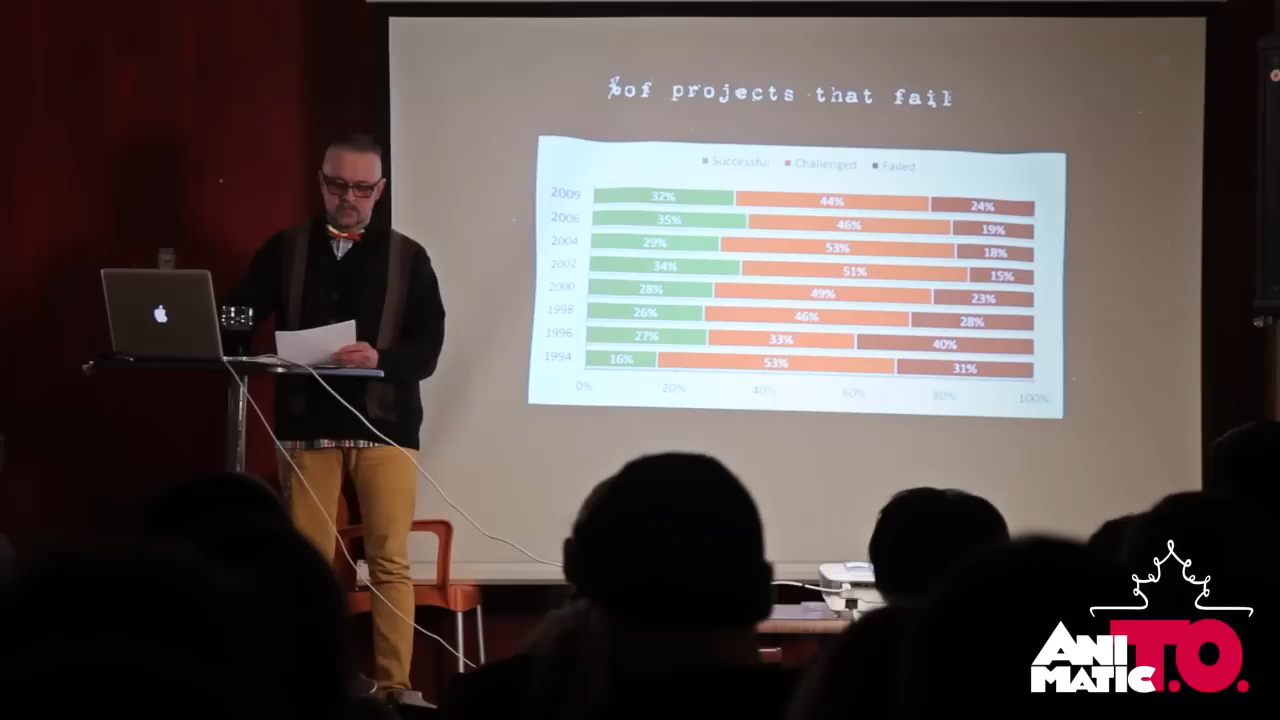 %of projects that fail
Successful Challenged Failed
2009 32% 44% 24%
2006 35% 46% 19%
2004 29% 53% 18%
2002 34% 51% 15%
2000 28% 49% 23%
1998 26% 46% 28%
1996 27% 33% 40%
1994 16% 53% 31%
0% 20% 40% 60% 80% 100%
ANI
MATIC T.O.